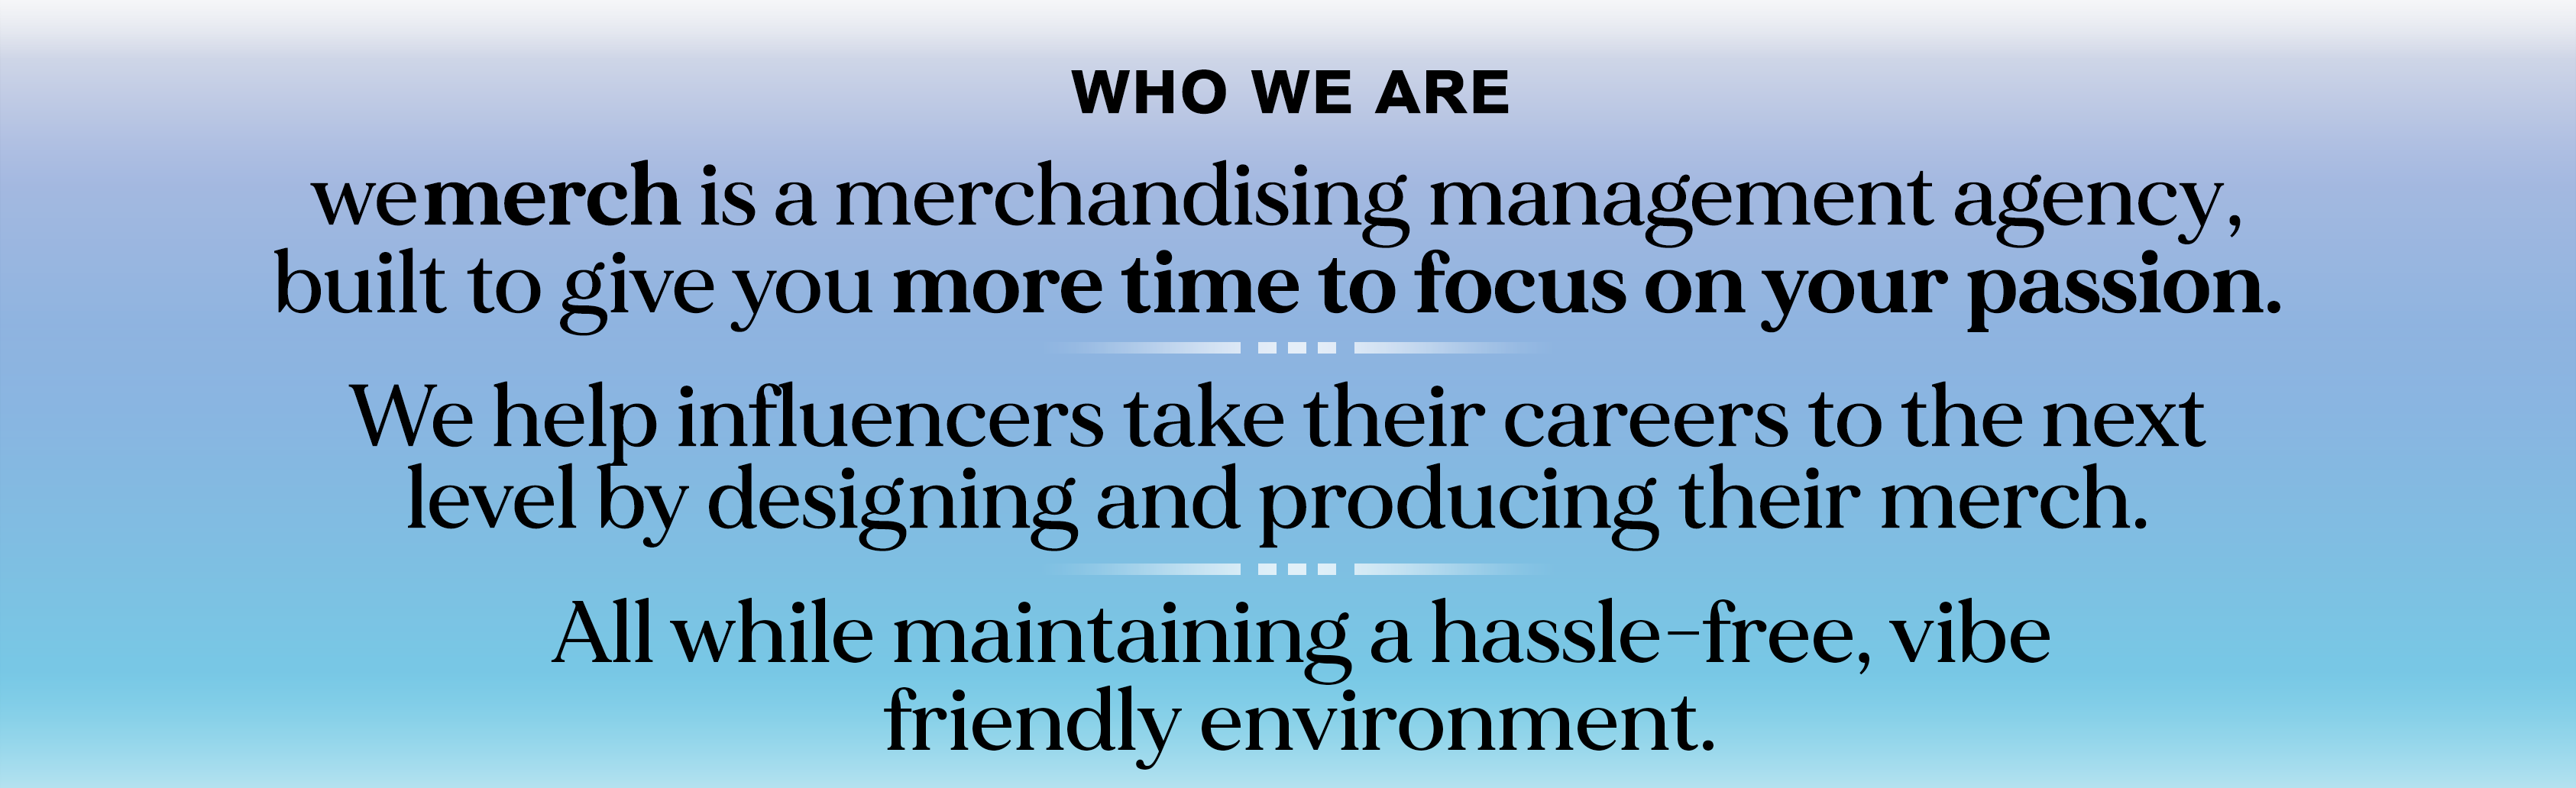 WHO WE ARE
wemerch is a merchandising management agency,
built to give you more time to focus on your passion.
We help influencers take their careers to the next
level by designing and producing their merch.
All while maintaining a hassle-free, vibe
friendly environment.